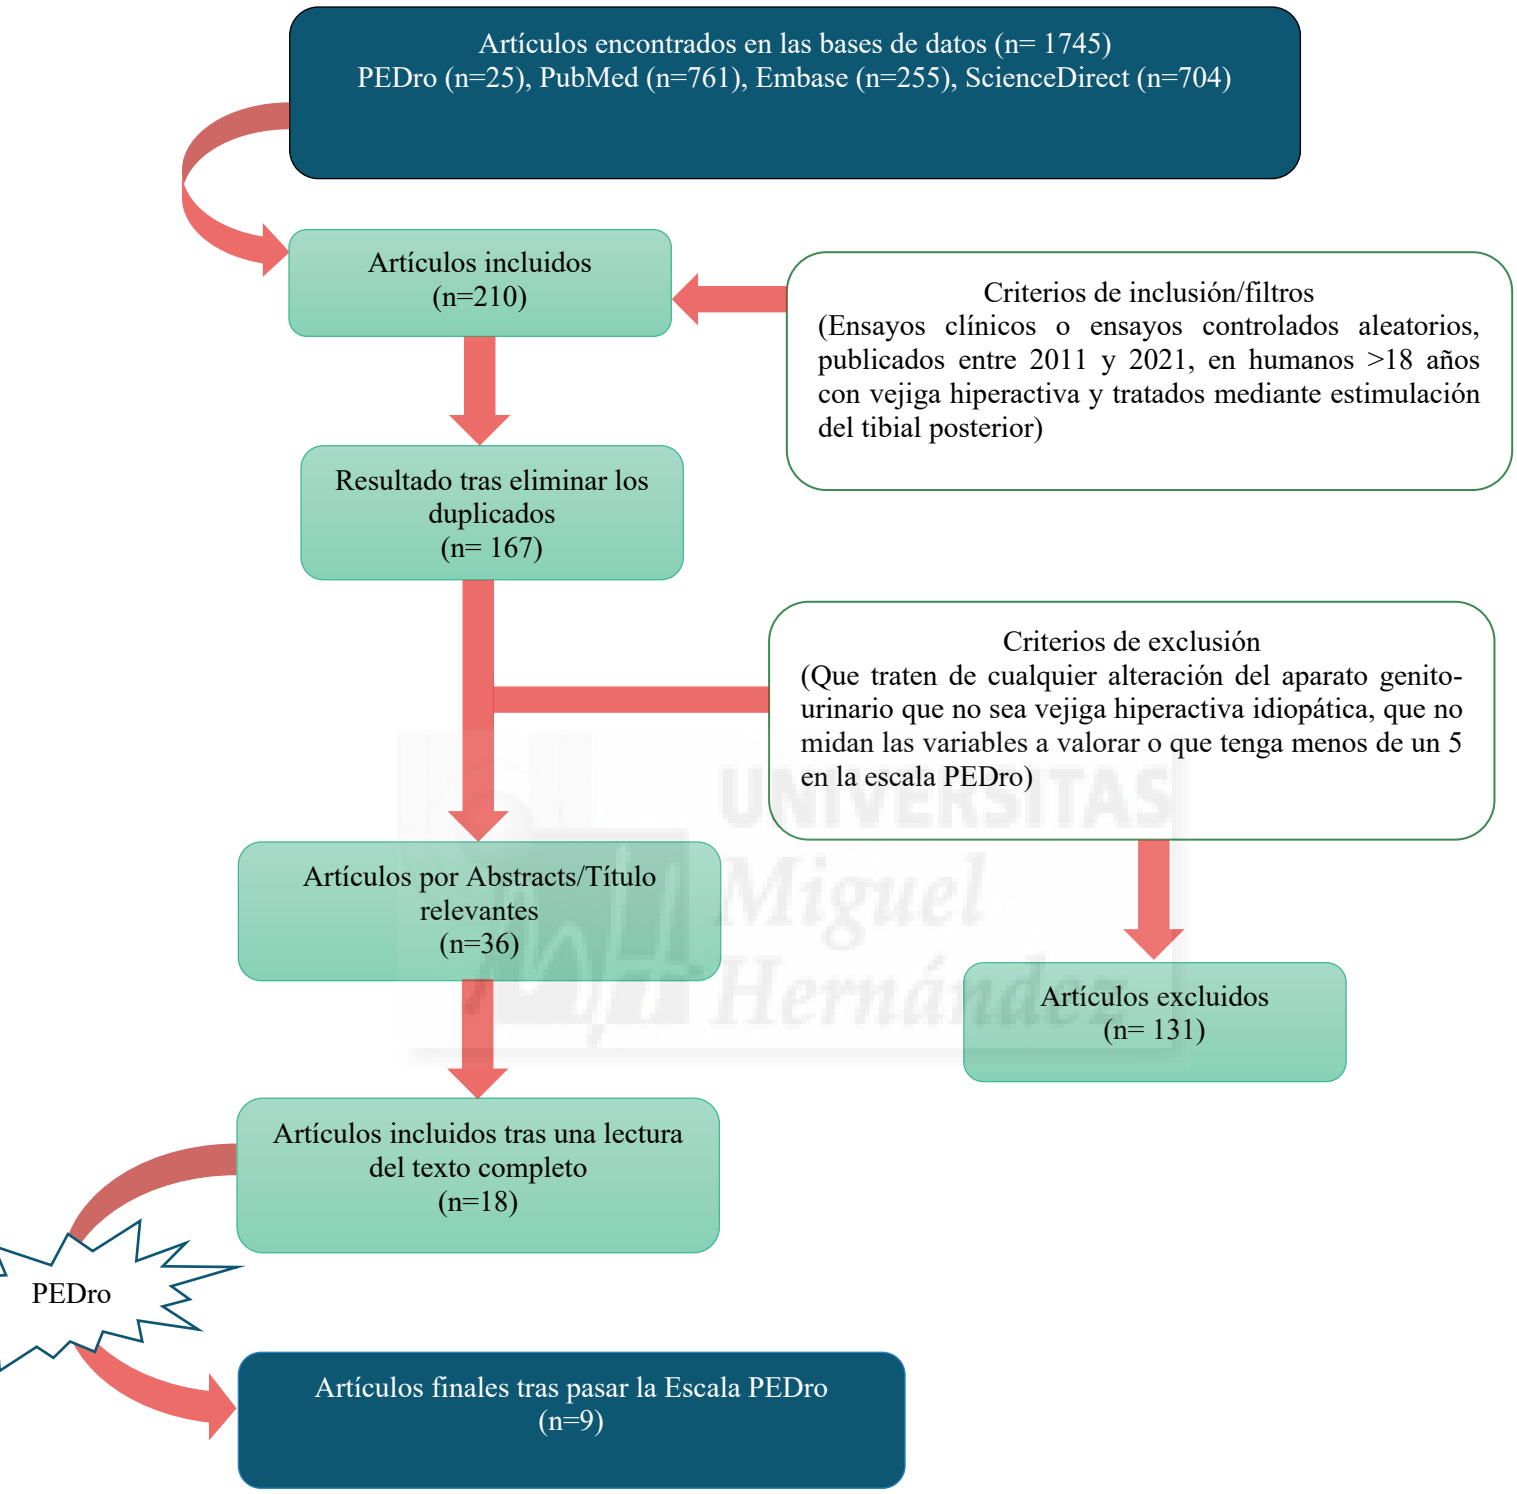 Artículos encontrados en las bases de datos (n= 1745)
PEDro (n=25), PubMed (n=761), Embase (n=255), ScienceDirect (n=704)
Artículos incluidos
(n=210)
Criterios de inclusión/filtros
(Ensayos clínicos o ensayos controlados aleatorios,
publicados entre 2011 y 2021, en humanos >18 años
con vejiga hiperactiva y tratados mediante estimulación
del tibial posterior)
Resultado tras eliminar los
duplicados
(n= 167)
Criterios de exclusión
(Que traten de cualquier alteración del aparato genito-
urinario que no sea vejiga hiperactiva idiopática, que no
midan las variables a valorar o que tenga menos de un 5
en la escala PEDro)
UNIVERSITAS
Miguel
Hernández
Artículos por Abstracts/Título
relevantes
(n=36)
Artículos excluidos
(n= 131)
Artículos incluidos tras una lectura
del texto completo
(n=18)
PEDro
Artículos finales tras pasar la Escala PEDro
(n=9)